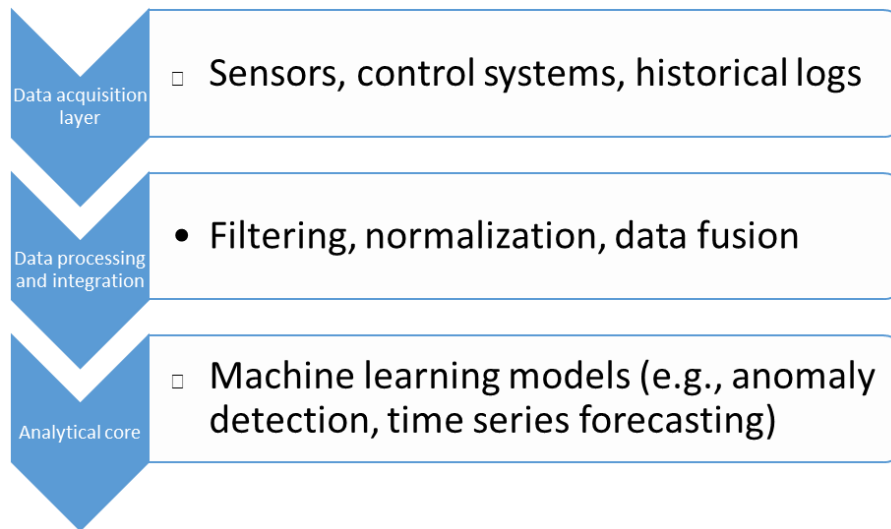 Data acquisition
layer
□ Sensors, control systems, historical logs
Data processing
and integration
• Filtering, normalization, data fusion
Analytical core
□ Machine learning models (e.g., anomaly
detection, time series forecasting)